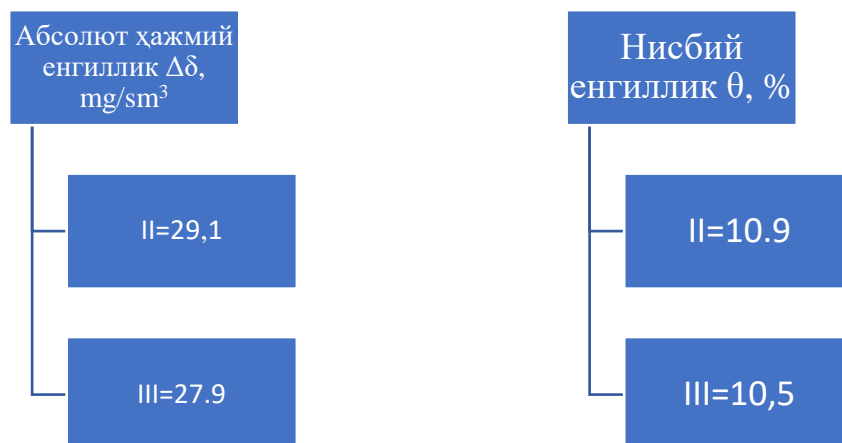 Абсолют ҳажмий
енгиллик Δδ,
mg/sm³
II=29,1
III=27.9
Нисбий
енгиллик θ, %
II=10.9
III=10,5